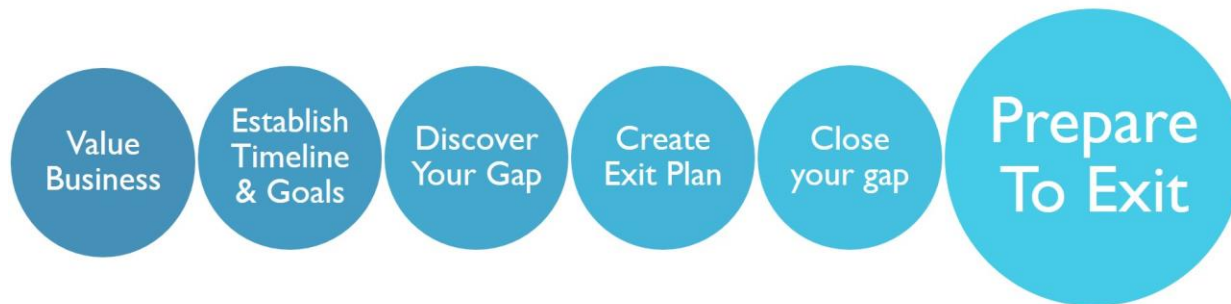 Value
Business
Establish
Timeline
& Goals
Discover
Your Gap
Create
Exit Plan
Close
your gap
Prepare
To Exit